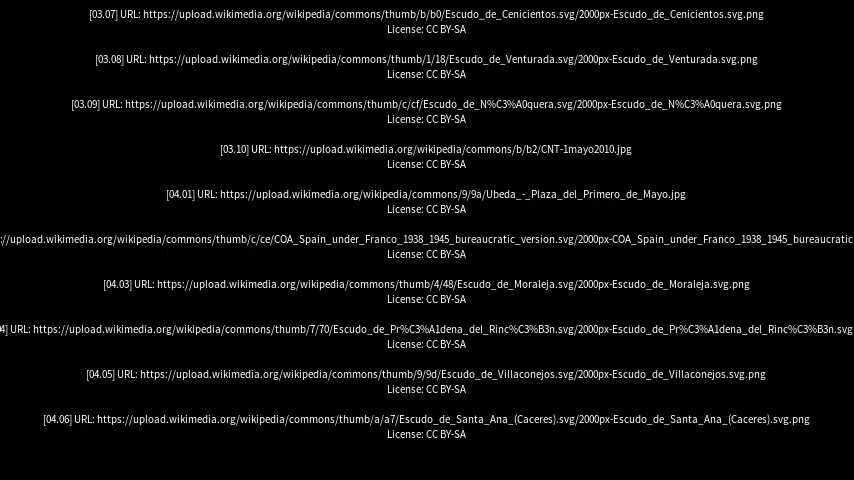 [03.07] URL: https://upload.wikimedia.org/wikipedia/commons/thumb/b/b0/Escudo_de_Cenicientos.svg/2000px-Escudo_de_Cenicientos.svg.png
License: CC BY-SA
[03.08] URL: https://upload.wikimedia.org/wikipedia/commons/thumb/1/18/Escudo_de_Venturada.svg/2000px-Escudo_de_Venturada.svg.png
License: CC BY-SA
[03.09] URL: https://upload.wikimedia.org/wikipedia/commons/thumb/c/cf/Escudo_de_N%C3%A0quera.svg/2000px-Escudo_de_N%C3%A0quera.svg.png
License: CC BY-SA
[03.10] URL: https://upload.wikimedia.org/wikipedia/commons/b/b2/CNT-1mayo2010.jpg
License: CC BY-SA
[04.01] URL: https://upload.wikimedia.org/wikipedia/commons/9/9a/Ubeda_-_Plaza_del_Primero_de_Mayo.jpg
License: CC BY-SA
://upload.wikimedia.org/wikipedia/commons/thumb/c/ce/COA_Spain_under_Franco_1938_1945_bureaucratic_version.svg/2000px-COA_Spain_under_Franco_1938_1945_bureaucratic
License: CC BY-SA
[04.03] URL: https://upload.wikimedia.org/wikipedia/commons/thumb/4/48/Escudo_de_Moraleja.svg/2000px-Escudo_de_Moraleja.svg.png
License: CC BY-SA
4] URL: https://upload.wikimedia.org/wikipedia/commons/thumb/7/70/Escudo_de_Pr%C3%A1dena_del_Rinc%C3%B3n.svg/2000px-Escudo_de_Pr%C3%A1dena_del_Rinc%C3%B3n.svg
License: CC BY-SA
[04.05] URL: https://upload.wikimedia.org/wikipedia/commons/thumb/9/9d/Escudo_de_Villaconejos.svg/2000px-Escudo_de_Villaconejos.svg.png
License: CC BY-SA
[04.06] URL: https://upload.wikimedia.org/wikipedia/commons/thumb/a/a7/Escudo_de_Santa_Ana_(Caceres).svg/2000px-Escudo_de_Santa_Ana_(Caceres).svg.png
License: CC BY-SA